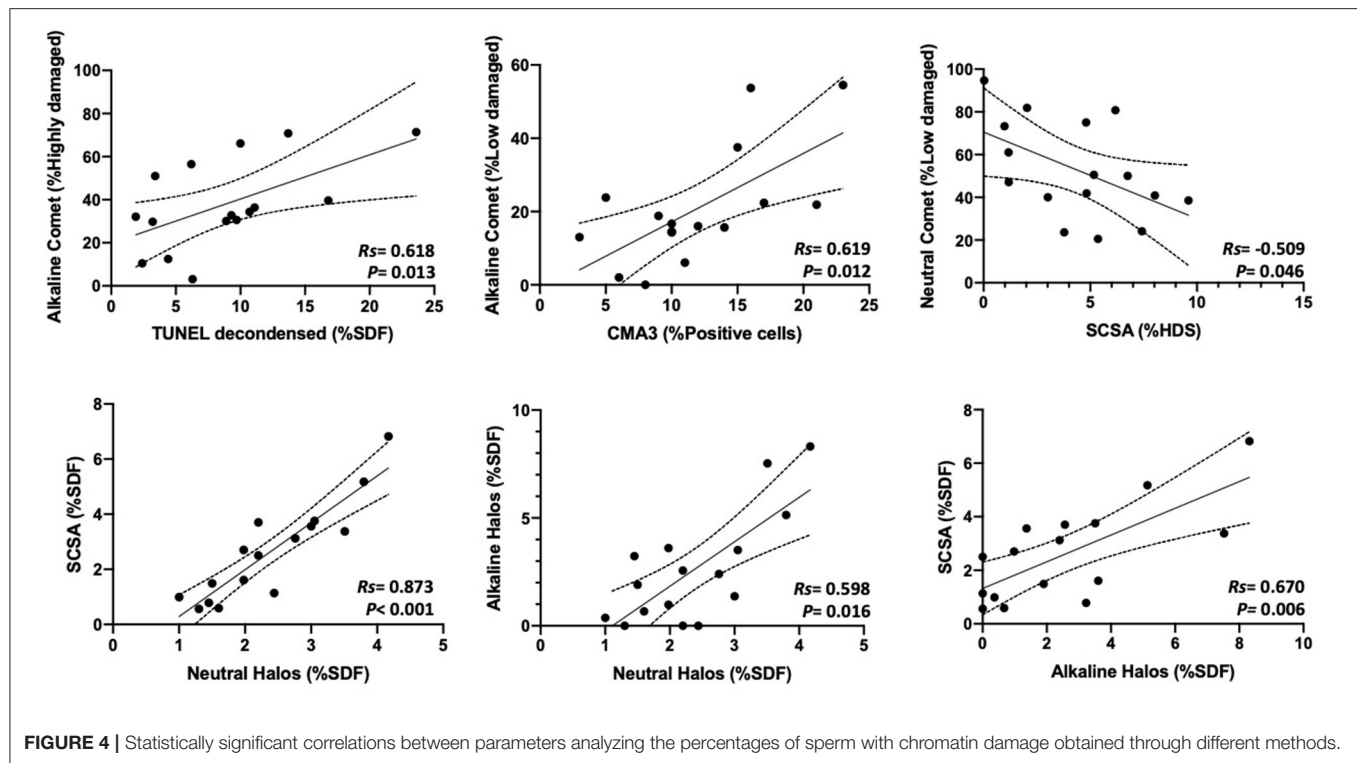 Alkaline Comet (%Highly damaged)
100
80
60
40
20
0
0 5 10 15 20 25
TUNEL decondensed (%SDF)
Rs= 0.618
P= 0.013
Alkaline Comet (%Low damaged)
60
40
20
0
0 5 10 15 20 25
CMA3 (%Positive cells)
Rs= 0.619
P= 0.012
Neutral Comet (%Low damaged)
100
80
60
40
20
0
0 5 10 15
SCSA (%HDS)
Rs= -0.509
P= 0.046
SCSA (%SDF)
8
6
4
2
0
0 1 2 3 4 5
Neutral Halos (%SDF)
Rs= 0.873
P< 0.001
Alkaline Halos (%SDF)
10
5
0
0 1 2 3 4 5
Neutral Halos (%SDF)
Rs= 0.598
P= 0.016
SCSA (%SDF)
8
6
4
2
0
0 2 4 6 8 10
Alkaline Halos (%SDF)
Rs= 0.670
P= 0.006
FIGURE 4 | Statistically significant correlations between parameters analyzing the percentages of sperm with chromatin damage obtained through different methods.